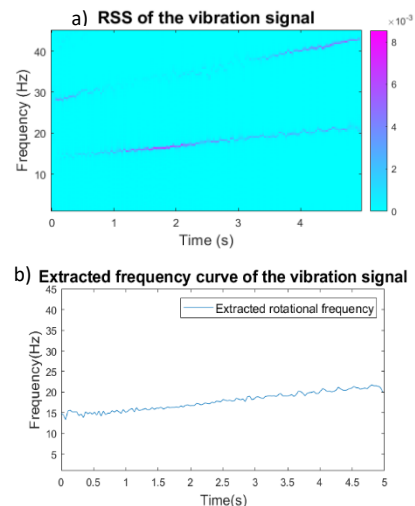 a) RSS of the vibration signal
×10⁻³
40
30
20
10
Frequency (Hz)
0 1 2 3 4
Time (s)
8
6
4
2
0
b) Extracted frequency curve of the vibration signal
Extracted rotational frequency
45
40
35
30
25
20
15
10
5
Frequency(Hz)
0 0.5 1 1.5 2 2.5 3 3.5 4 4.5 5
Time(s)